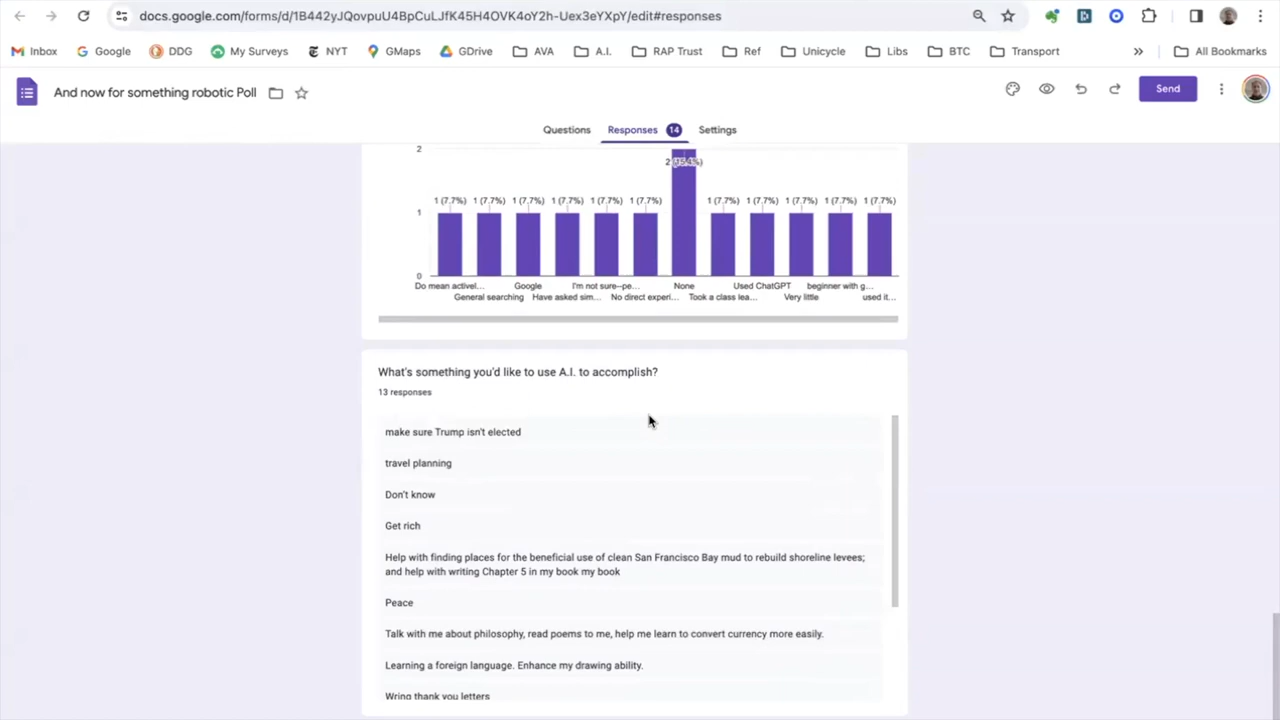 docs.google.com/forms/d/1B442yJQovpuU4BpCuLJfK45H4OVK4oY2h-Uex3eYXpY/edit#responses
Inbox Google DDG My Surveys NYT GMaps GDrive AVA A.I. RAP Trust Ref Unicycle Libs BTC Transport » All Bookmarks
And now for something robotic Poll Send
Questions Responses 14 Settings
2
2 (15.4%)
1 (7.7%) 1 (7.7%) 1 (7.7%) 1 (7.7%) 1 (7.7%) 1 (7.7%) 1 (7.7%) 1 (7.7%) 1 (7.7%) 1 (7.7%) 1 (7.7%)
1
0
Do mean activel... Google I'm not sure--pe... None Used ChatGPT beginner with g...
General searching Have asked sim... No direct experi... Took a class lea... Very little used it...
What's something you'd like to use A.I. to accomplish?
13 responses
make sure Trump isn't elected
travel planning
Don't know
Get rich
Help with finding places for the beneficial use of clean San Francisco Bay mud to rebuild shoreline levees;
and help with writing Chapter 5 in my book my book
Peace
Talk with me about philosophy, read poems to me, help me learn to convert currency more easily.
Learning a foreign language. Enhance my drawing ability.
Wring thank you letters